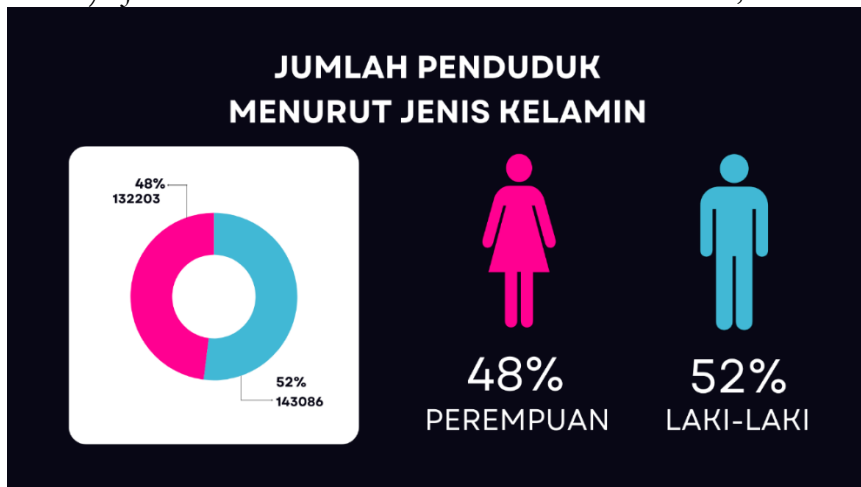 JUMLAH PENDUDUK
MENURUT JENIS KELAMIN
48%
132203
52%
143086
48%
PEREMPUAN
52%
LAKI-LAKI